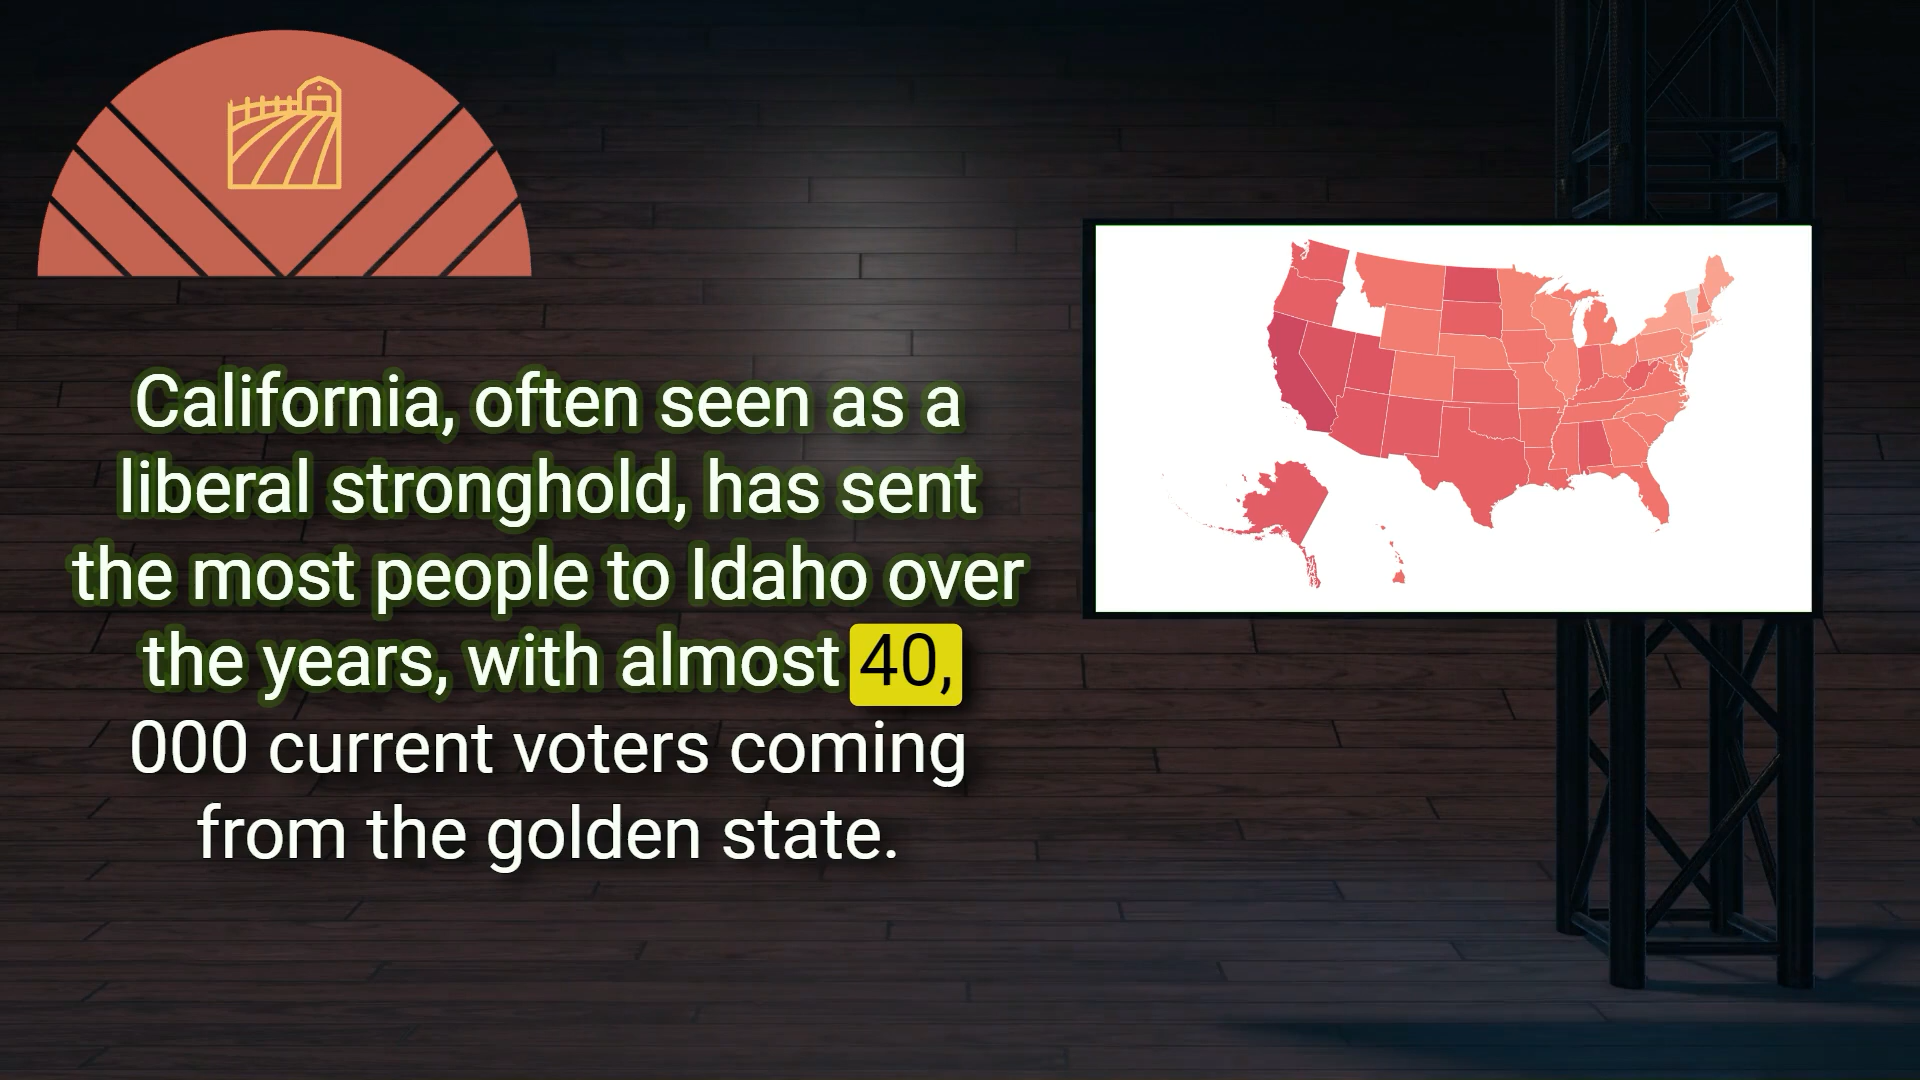 California, often seen as a
liberal stronghold, has sent
the most people to Idaho over
the years, with almost 40,
000 current voters coming
from the golden state.